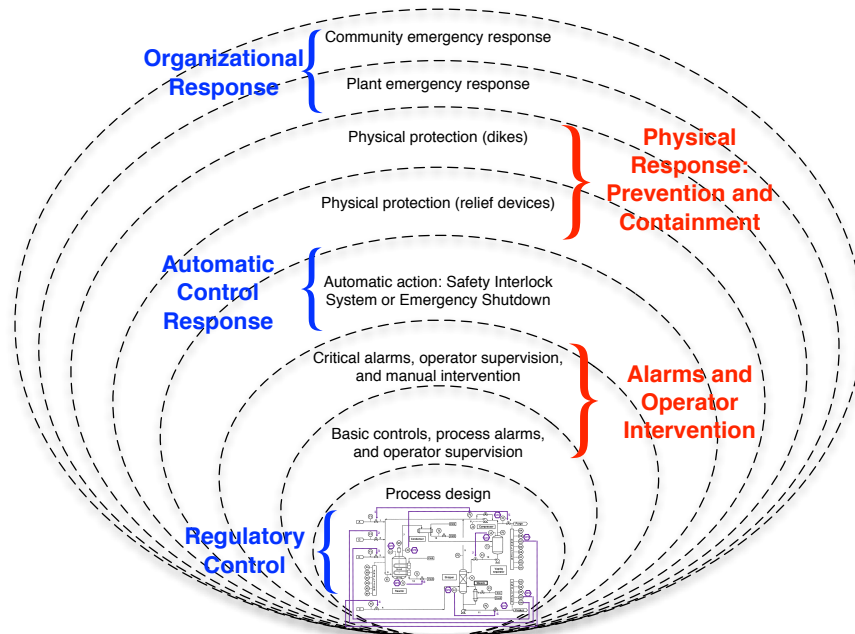 Community emergency response
Organizational
Response
Plant emergency response
Physical protection (dikes)
Physical
Response:
Prevention and
Containment
Physical protection (relief devices)
Automatic
Control
Response
Automatic action: Safety Interlock
System or Emergency Shutdown
Critical alarms, operator supervision,
and manual intervention
Alarms and
Operator
Intervention
Basic controls, process alarms,
and operator supervision
Process design
Regulatory
Control